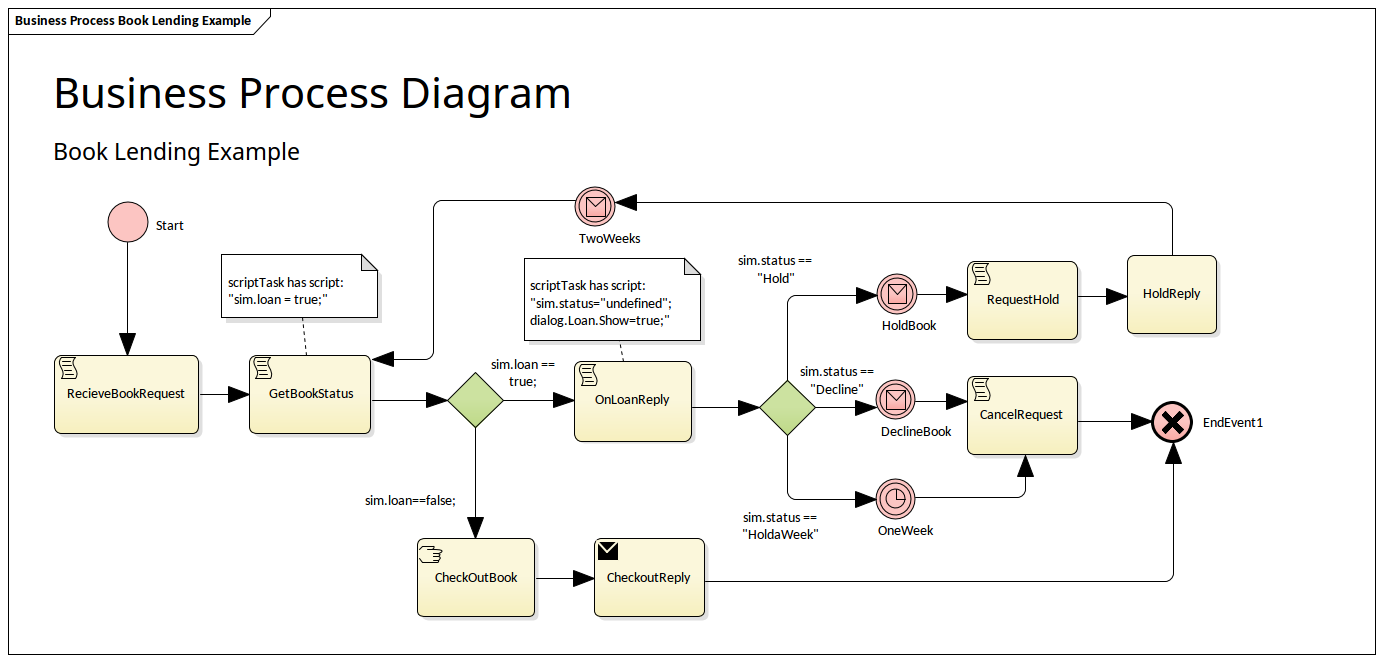 Business Process Book Lending Example
Business Process Diagram
Book Lending Example
Start
TwoWeeks
scriptTask has script:
"sim.loan = true;"
scriptTask has script:
"sim.status="undefined";
dialog.Loan.Show=true;"
sim.status ==
"Hold"
HoldBook
RequestHold
HoldReply
RecieveBookRequest
GetBookStatus
sim.loan ==
true;
OnLoanReply
sim.status ==
"Decline"
DeclineBook
CancelRequest
EndEvent1
sim.loan==false;
sim.status ==
"HoldaWeek"
OneWeek
CheckOutBook
CheckoutReply